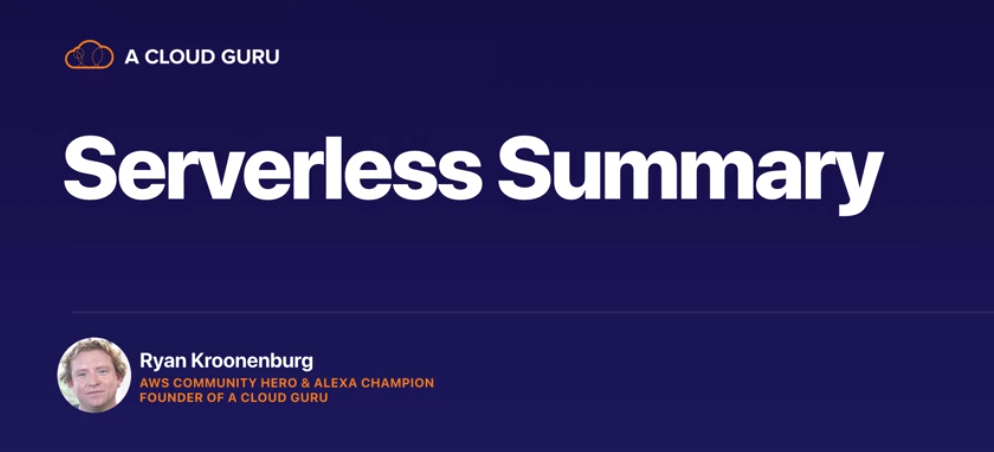 A CLOUD GURU
Serverless Summary
Ryan Kroonenburg
AWS COMMUNITY HERO & ALEXA CHAMPION
FOUNDER OF A CLOUD GURU